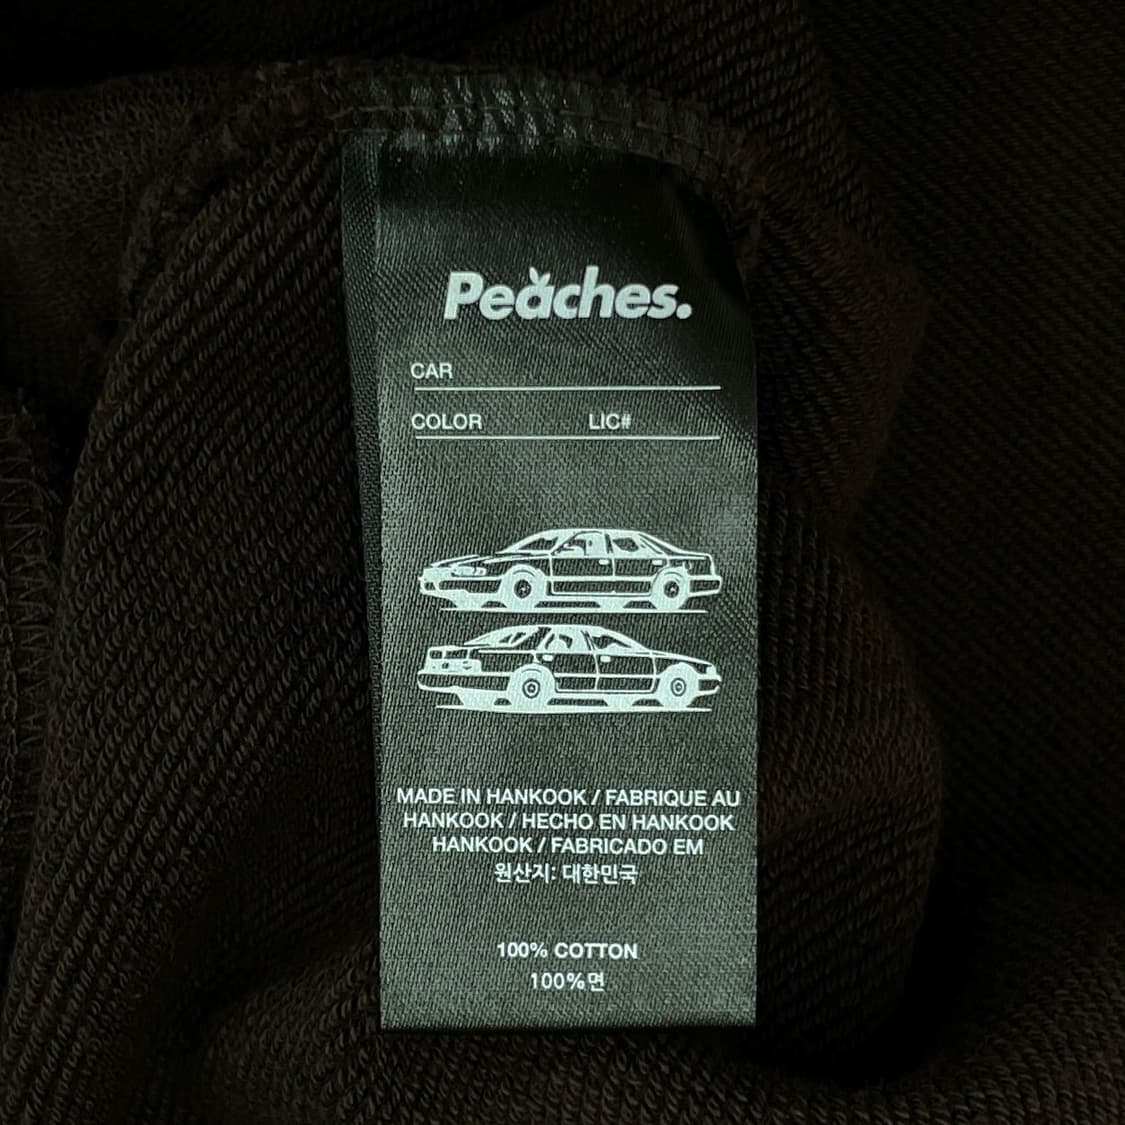 Peaches.
CAR
COLOR LIC#
MADE IN HANKOOK / FABRIQUE AU
HANKOOK / HECHO EN HANKOOK
HANKOOK / FABRICADO EM
원산지: 대한민국
100% COTTON
100%면